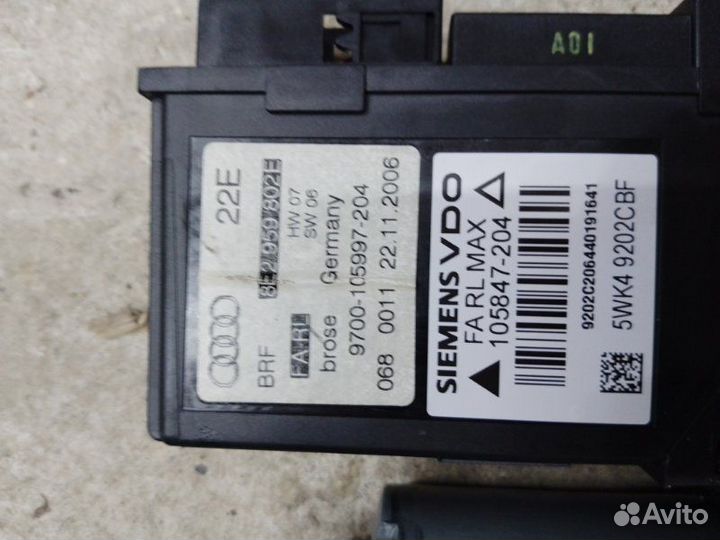 A01
22E
8E2 959 802E
HW 07
SW 06
BRF
FA.RL
brose Germany
9700-105997-204
068 0011 22.11.2006
SIEMENS VDO
FA RL MAX
105847-204
9202C206440191641
5WK4 9202CBF
Avito